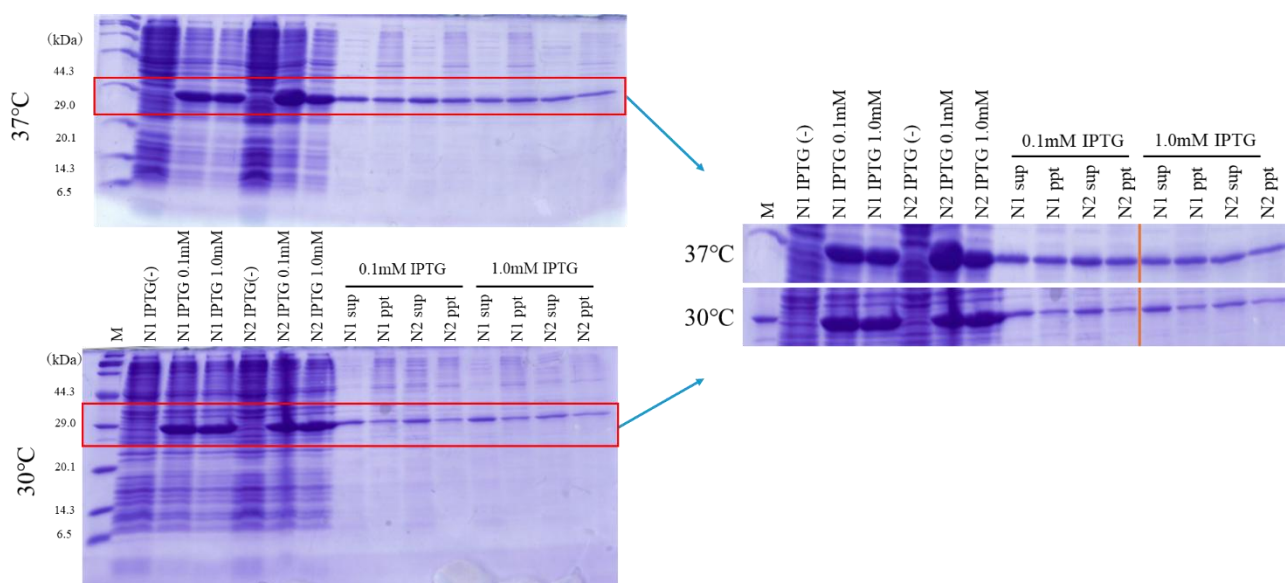 (kDa)
44.3
29.0
20.1
14.3
6.5
37℃
M
N1 IPTG(-)
N1 IPTG 0.1mM
N1 IPTG 1.0mM
N2 IPTG(-)
N2 IPTG 0.1mM
N2 IPTG 1.0mM
0.1mM IPTG
1.0mM IPTG
N1 sup
N1 ppt
N2 sup
N2 ppt
N1 sup
N1 ppt
N2 sup
N2 ppt
(kDa)
44.3
29.0
20.1
14.3
6.5
30℃
M
N1 IPTG (-)
N1 IPTG 0.1mM
N1 IPTG 1.0mM
N2 IPTG (-)
N2 IPTG 0.1mM
N2 IPTG 1.0mM
0.1mM IPTG
1.0mM IPTG
N1 sup
N1 ppt
N2 sup
N2 ppt
N1 sup
N1 ppt
N2 sup
N2 ppt
37℃
30℃